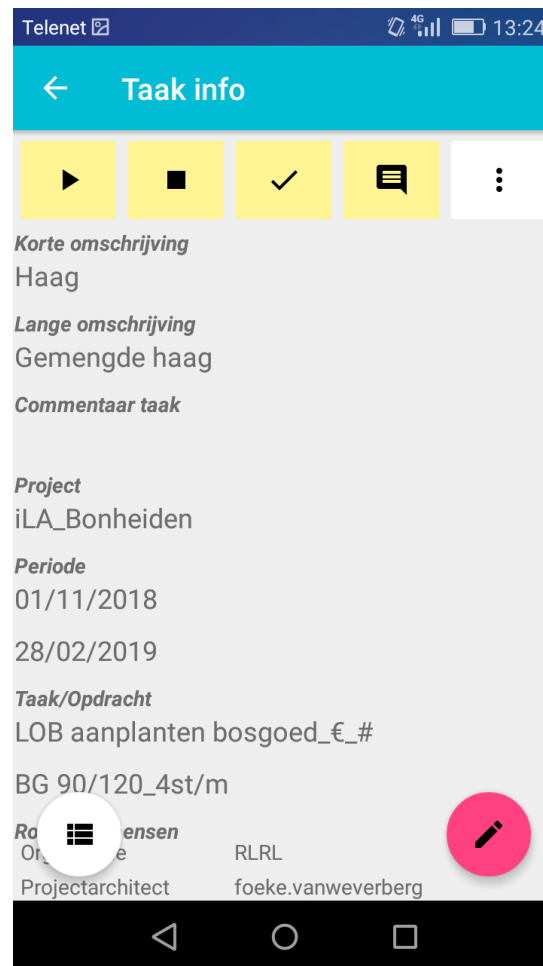 Telenet 4G 13:24
Taak info
Korte omschrijving
Haag
Lange omschrijving
Gemengde haag
Commentaar taak
Project
iLA_Bonheiden
Periode
01/11/2018
28/02/2019
Taak/Opdracht
LOB aanplanten bosgoed_€_#
BG 90/120_4st/m
RLRL
Projectarchitect foeke.vanweverberg